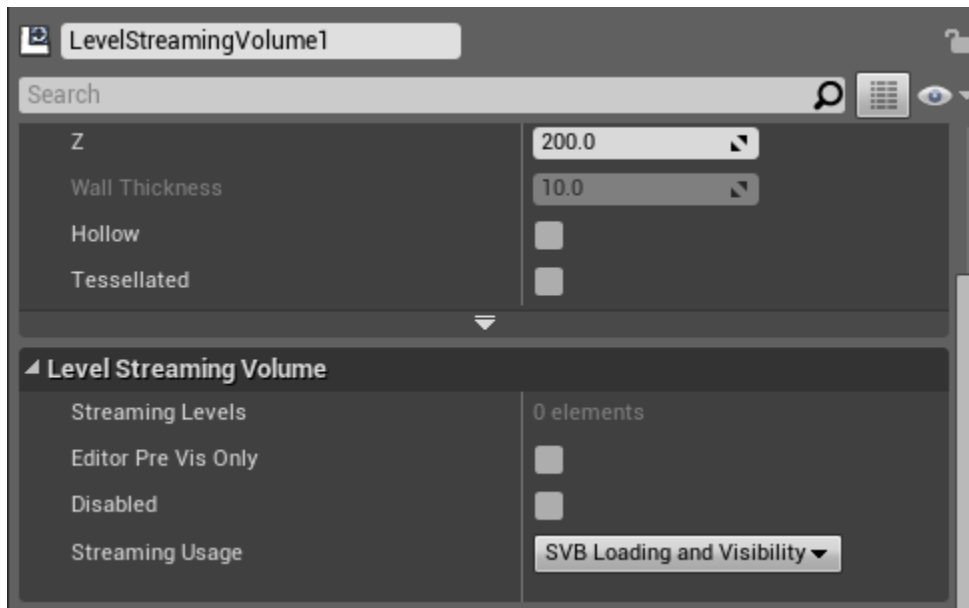 LevelStreamingVolume1
Search
Z 200.0
Wall Thickness 10.0
Hollow
Tessellated
Level Streaming Volume
Streaming Levels 0 elements
Editor Pre Vis Only
Disabled
Streaming Usage SVB Loading and Visibility